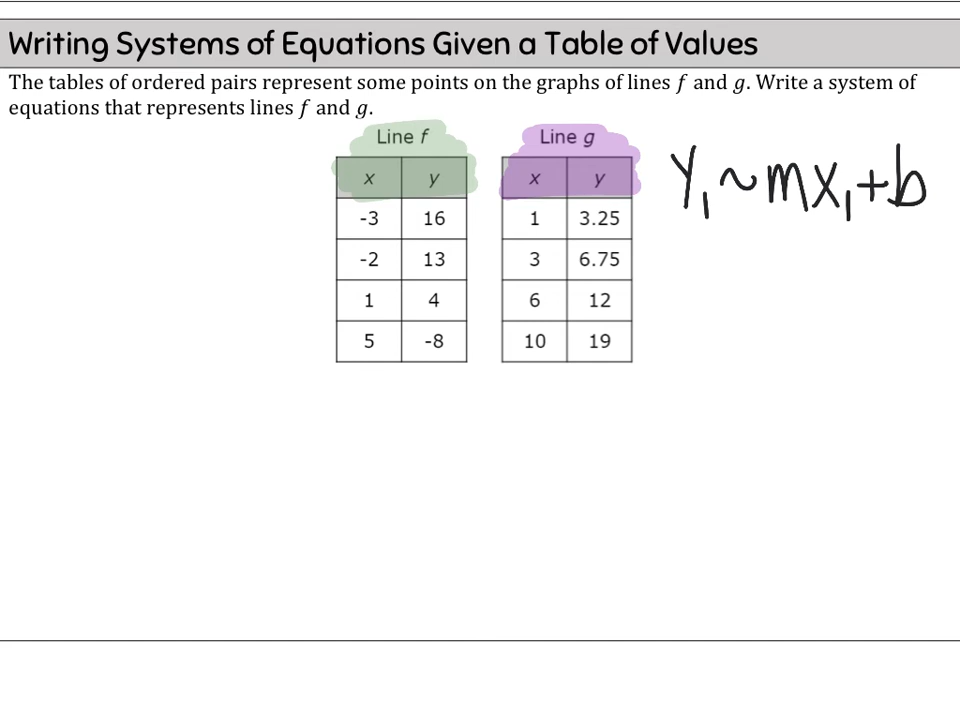 Writing Systems of Equations Given a Table of Values
The tables of ordered pairs represent some points on the graphs of lines f and g. Write a system of
equations that represents lines f and g.
Line f Line g
x y x y
-3 16 1 3.25
-2 13 3 6.75
1 4 6 12
5 -8 10 19
y₁~mx₁+b